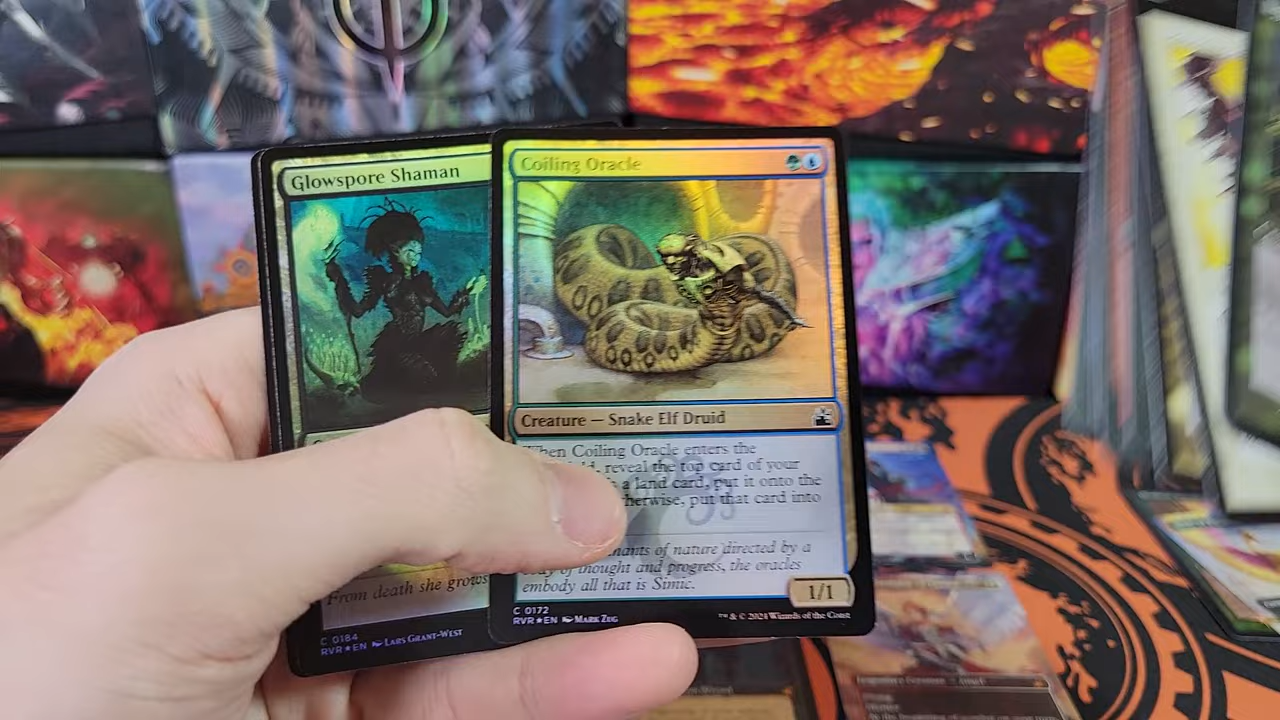 Glowspore Shaman
From death she grows
C 0184
RVR★EN LARS GRANT-WEST
Coiling Oracle
Creature — Snake Elf Druid
When Coiling Oracle enters the
reveal the top card of your
a land card, put it onto the
put that card into
of nature directed by a
of thought and progress, the oracles
embody all that is Simic.
1/1
C 0172
RVR★EN MARK ZUG
™ & © 2024 Wizards of the Coast